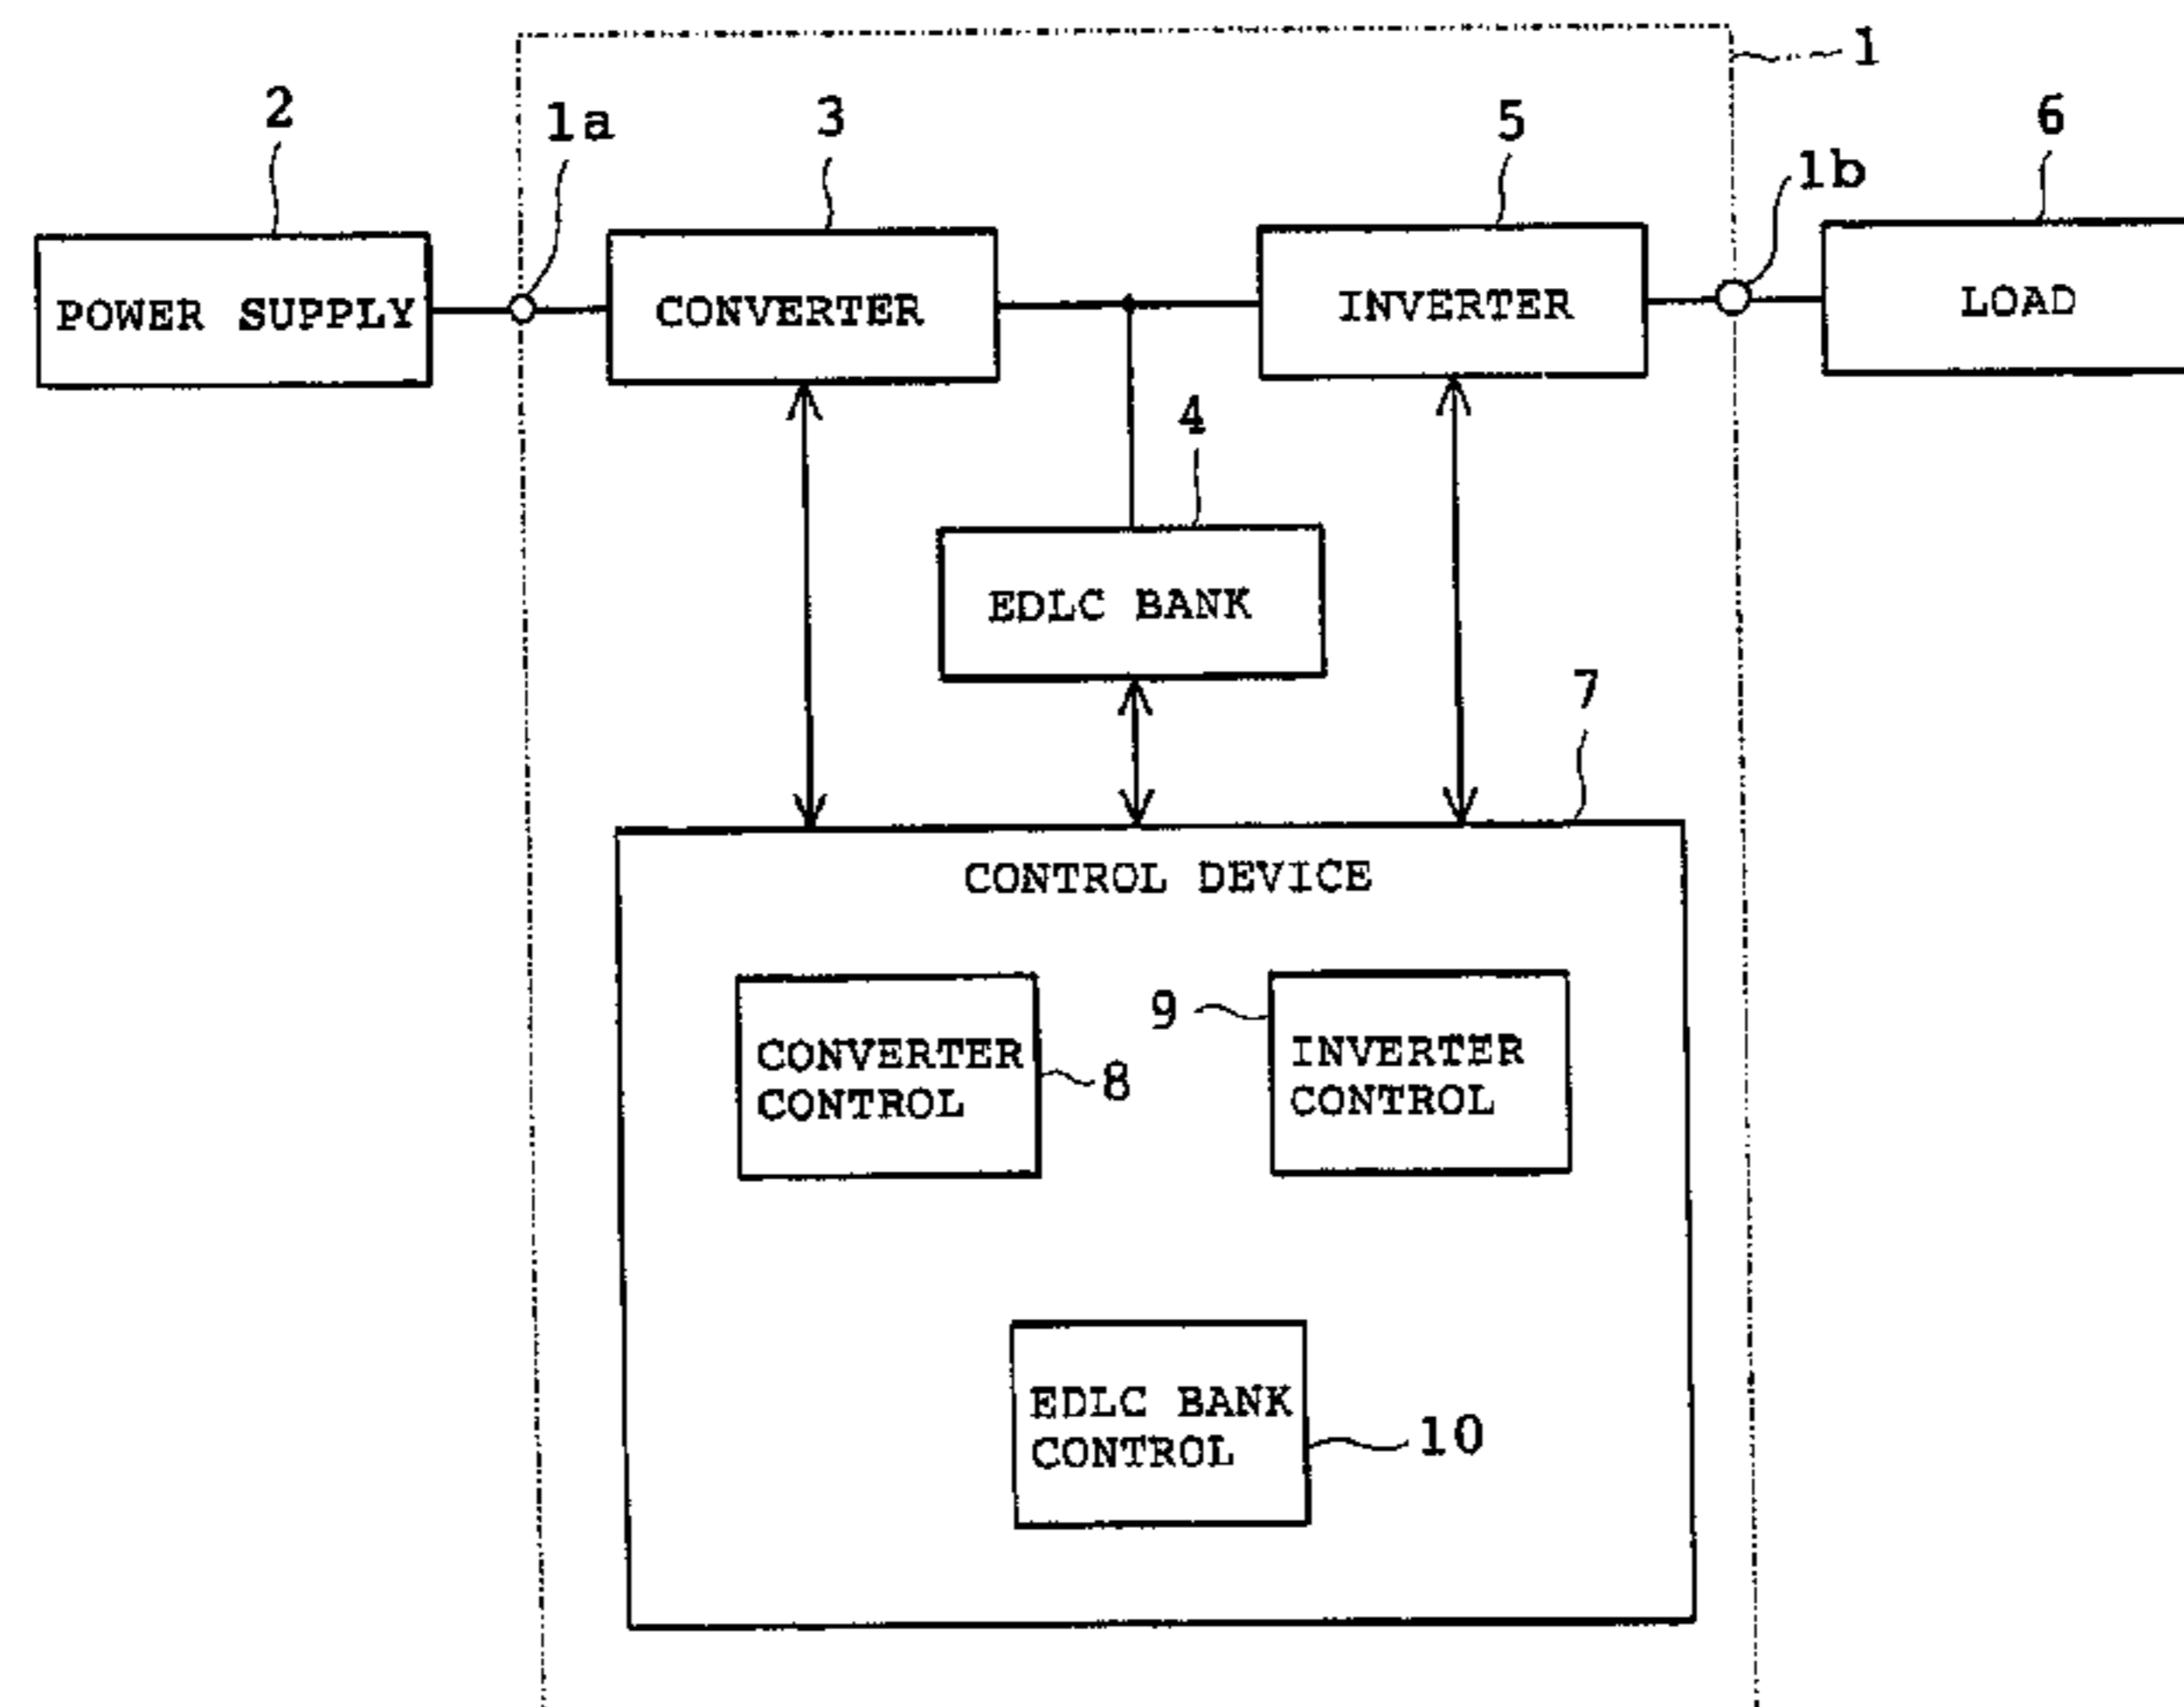 1
2
1a
3
5
6
1b
POWER SUPPLY
CONVERTER
INVERTER
LOAD
4
EDLC BANK
7
CONTROL DEVICE
CONVERTER
CONTROL
8
9
INVERTER
CONTROL
EDLC BANK
CONTROL
10